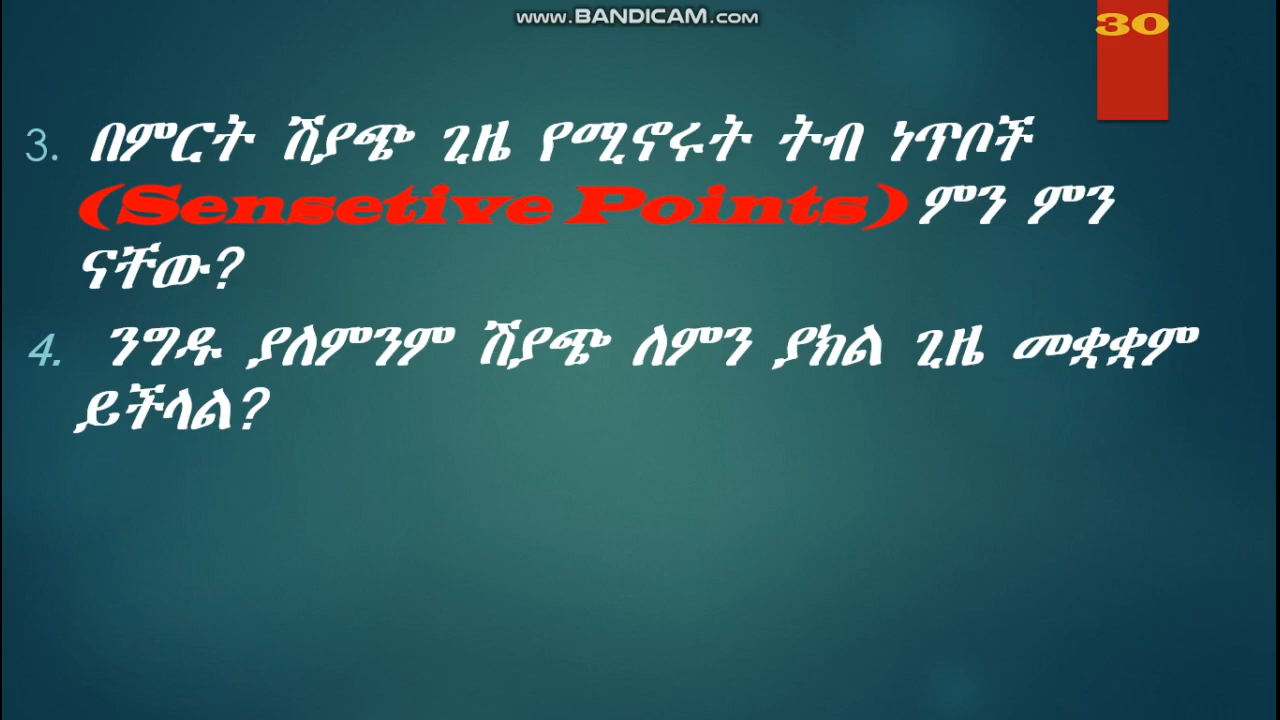 www.BANDICAM.com
30
3. በምርት ሽያጭ ጊዜ የሚኖሩት ትብ ነጥቦች
(Sensetive Points) ምን ምን
ናቸው?
4. ንግዱ ያለምንም ሽያጭ ለምን ያክል ጊዜ መቋቋም
ይችላል?